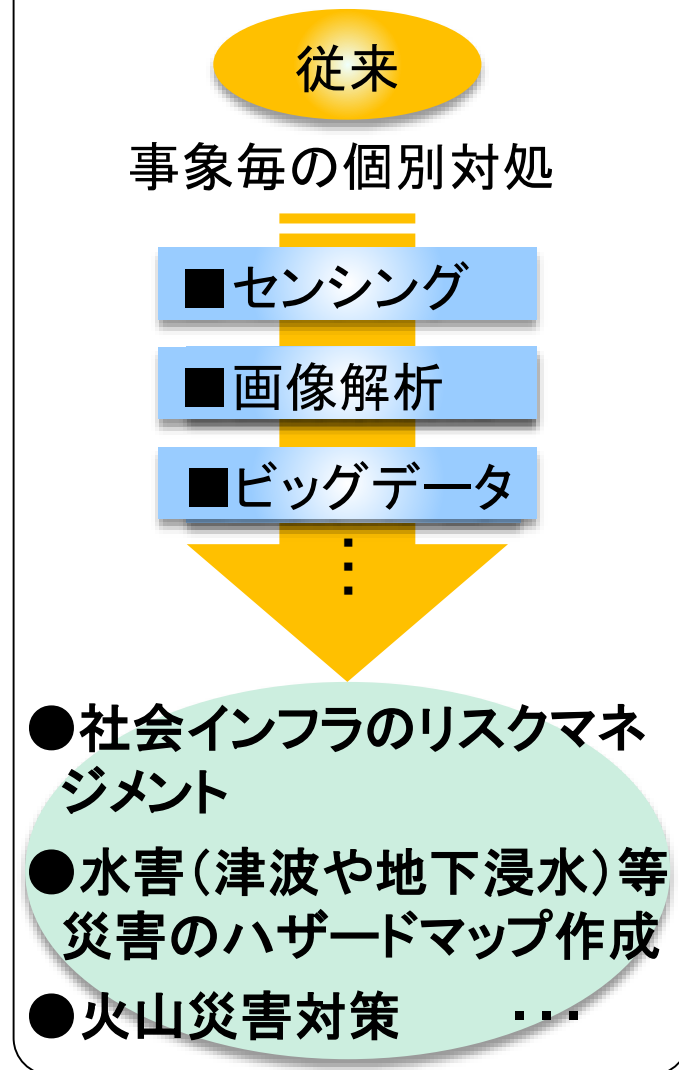 従来
事象毎の個別対処
■センシング
■画像解析
■ビッグデータ
⋮
●社会インフラのリスクマネ
ジメント
●水害(津波や地下浸水)等
災害のハザードマップ作成
●火山災害対策　　・・・